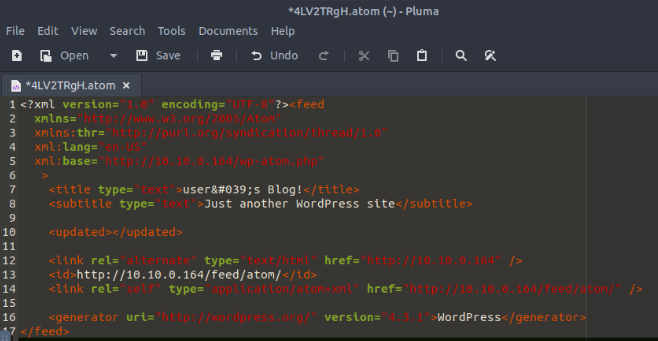 *4LV2TRgH.atom (~) - Pluma
File Edit View Search Tools Documents Help
Open Save Undo
*4LV2TRgH.atom ×
1 <?xml version="1.0" encoding="UTF-8"?><feed
2 xmlns="http://www.w3.org/2005/Atom"
3 xmlns:thr="http://purl.org/syndication/thread/1.0"
4 xml:lang="en-US"
5 xml:base="http://10.10.0.164/wp-atom.php"
6 >
7 <title type="text">user&#039;s Blog!</title>
8 <subtitle type="text">Just another WordPress site</subtitle>
9
10 <updated></updated>
11
12 <link rel="alternate" type="text/html" href="http://10.10.0.164" />
13 <id>http://10.10.0.164/feed/atom/</id>
14 <link rel="self" type="application/atom+xml" href="http://10.10.0.164/feed/atom/" />
15
16 <generator uri="http://wordpress.org/" version="4.3.1">WordPress</generator>
17 </feed>